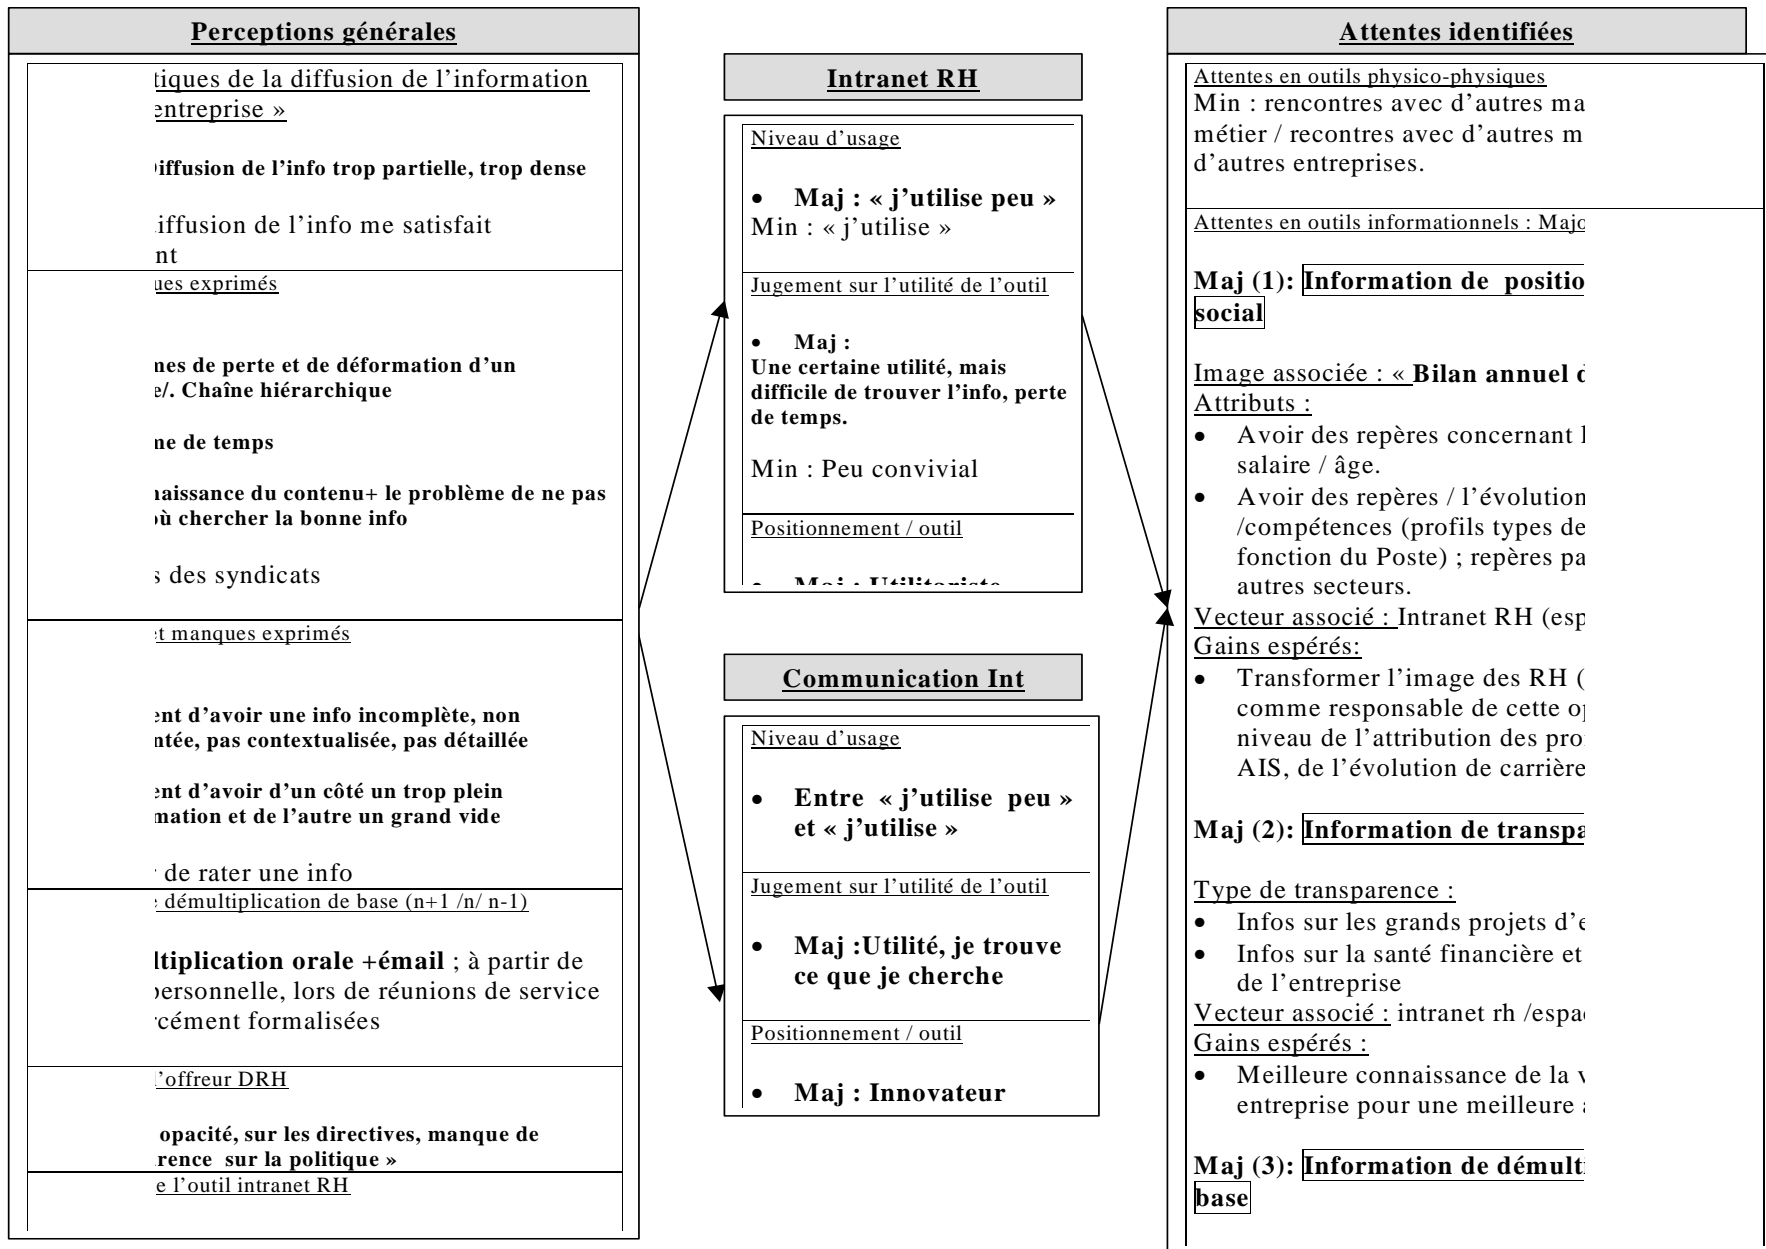 Perceptions générales
tiques de la diffusion de l’information
entreprise »
iffusion de l’info trop partielle, trop dense
iffusion de l’info me satisfait
nt
ues exprimés
mes de perte et de déformation d’un
e/. Chaîne hiérarchique
ne de temps
naissance du contenu+ le problème de ne pas
où chercher la bonne info
s des syndicats
et manques exprimés
ent d’avoir une info incomplète, non
ntée, pas contextualisée, pas détaillée
ent d’avoir d’un côté un trop plein
mation et de l’autre un grand vide
de rater une info
démultiplication de base (n+1 /n/ n-1)
ltiplication orale +émail ; à partir de
personnelle, lors de réunions de service
rcément formalisées
l’offreur DRH
opacité, sur les directives, manque de
rence sur la politique »
e l’outil intranet RH
Intranet RH
Niveau d’usage
• Maj : « j’utilise peu »
Min : « j’utilise »
Jugement sur l’utilité de l’outil
• Maj :
Une certaine utilité, mais
difficile de trouver l’info, perte
de temps.
Min : Peu convivial
Positionnement / outil
• Maj : Utilitariste
Communication Int
Niveau d’usage
• Entre « j’utilise peu »
et « j’utilise »
Jugement sur l’utilité de l’outil
• Maj :Utilité, je trouve
ce que je cherche
Positionnement / outil
• Maj : Innovateur
Attentes identifiées
Attentes en outils physico-physiques
Min : rencontres avec d’autres ma
métier / recontres avec d’autres m
d’autres entreprises.
Attentes en outils informationnels : Majo
Maj (1): Information de positio
social
Image associée : « Bilan annuel d
Attributs :
• Avoir des repères concernant l
salaire / âge.
• Avoir des repères / l’évolution
/compétences (profils types de
fonction du Poste) ; repères pa
autres secteurs.
Vecteur associé : Intranet RH (esp
Gains espérés:
• Transformer l’image des RH (
comme responsable de cette op
niveau de l’attribution des pro
AIS, de l’évolution de carrière
Maj (2): Information de transpa
Type de transparence :
• Infos sur les grands projets d’e
• Infos sur la santé financière et
de l’entreprise
Vecteur associé : intranet rh /espa
Gains espérés :
• Meilleure connaissance de la v
entreprise pour une meilleure a
Maj (3): Information de démulti
base